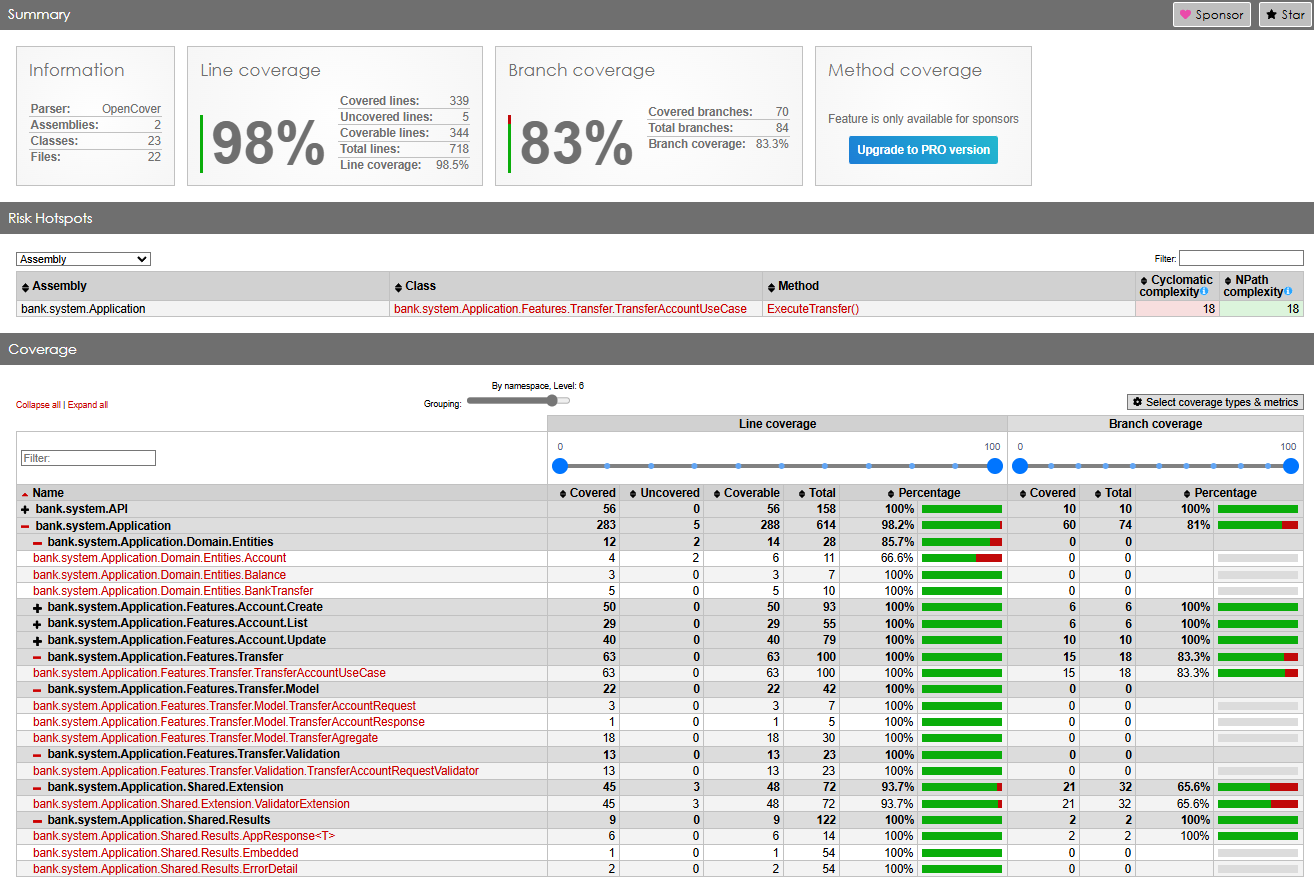 Summary Sponsor Star
Information
Parser: OpenCover
Assemblies: 2
Classes: 23
Files: 22
Line coverage
98%
Covered lines: 339
Uncovered lines: 5
Coverable lines: 344
Total lines: 718
Line coverage: 98.5%
Branch coverage
83%
Covered branches: 70
Total branches: 84
Branch coverage: 83.3%
Method coverage
Feature is only available for sponsors
Upgrade to PRO version
Risk Hotspots
Assembly Filter:
Assembly Class Method Cyclomatic complexity NPath complexity
bank.system.Application bank.system.Application.Features.Transfer.TransferAccountUseCase ExecuteTransfer() 18 18
Coverage
By namespace, Level: 6
Collapse all | Expand all Grouping: Select coverage types & metrics
Line coverage Branch coverage
0 100 0 100
Filter:
Name Covered Uncovered Coverable Total Percentage Covered Total Percentage
bank.system.API 56 0 56 158 100% 10 10 100%
bank.system.Application 283 5 288 614 98.2% 60 74 81%
bank.system.Application.Domain.Entities 12 2 14 28 85.7% 0 0
bank.system.Application.Domain.Entities.Account 4 2 6 11 66.6% 0 0
bank.system.Application.Domain.Entities.Balance 3 0 3 7 100% 0 0
bank.system.Application.Domain.Entities.BankTransfer 5 0 5 10 100% 0 0
bank.system.Application.Features.Account.Create 50 0 50 93 100% 6 6 100%
bank.system.Application.Features.Account.List 29 0 29 55 100% 6 6 100%
bank.system.Application.Features.Account.Update 40 0 40 79 100% 10 10 100%
bank.system.Application.Features.Transfer 63 0 63 100 100% 15 18 83.3%
bank.system.Application.Features.Transfer.TransferAccountUseCase 63 0 63 100 100% 15 18 83.3%
bank.system.Application.Features.Transfer.Model 22 0 22 42 100% 0 0
bank.system.Application.Features.Transfer.Model.TransferAccountRequest 3 0 3 7 100% 0 0
bank.system.Application.Features.Transfer.Model.TransferAccountResponse 1 0 1 5 100% 0 0
bank.system.Application.Features.Transfer.Model.TransferAgregate 18 0 18 30 100% 0 0
bank.system.Application.Features.Transfer.Validation 13 0 13 23 100% 0 0
bank.system.Application.Features.Transfer.Validation.TransferAccountRequestValidator 13 0 13 23 100% 0 0
bank.system.Application.Shared.Extension 45 3 48 72 93.7% 21 32 65.6%
bank.system.Application.Shared.Extension.ValidatorExtension 45 3 48 72 93.7% 21 32 65.6%
bank.system.Application.Shared.Results 9 0 9 122 100% 2 2 100%
bank.system.Application.Shared.Results.AppResponse<T> 6 0 6 14 100% 2 2 100%
bank.system.Application.Shared.Results.Embedded 1 0 1 54 100% 0 0
bank.system.Application.Shared.Results.ErrorDetail 2 0 2 54 100% 0 0